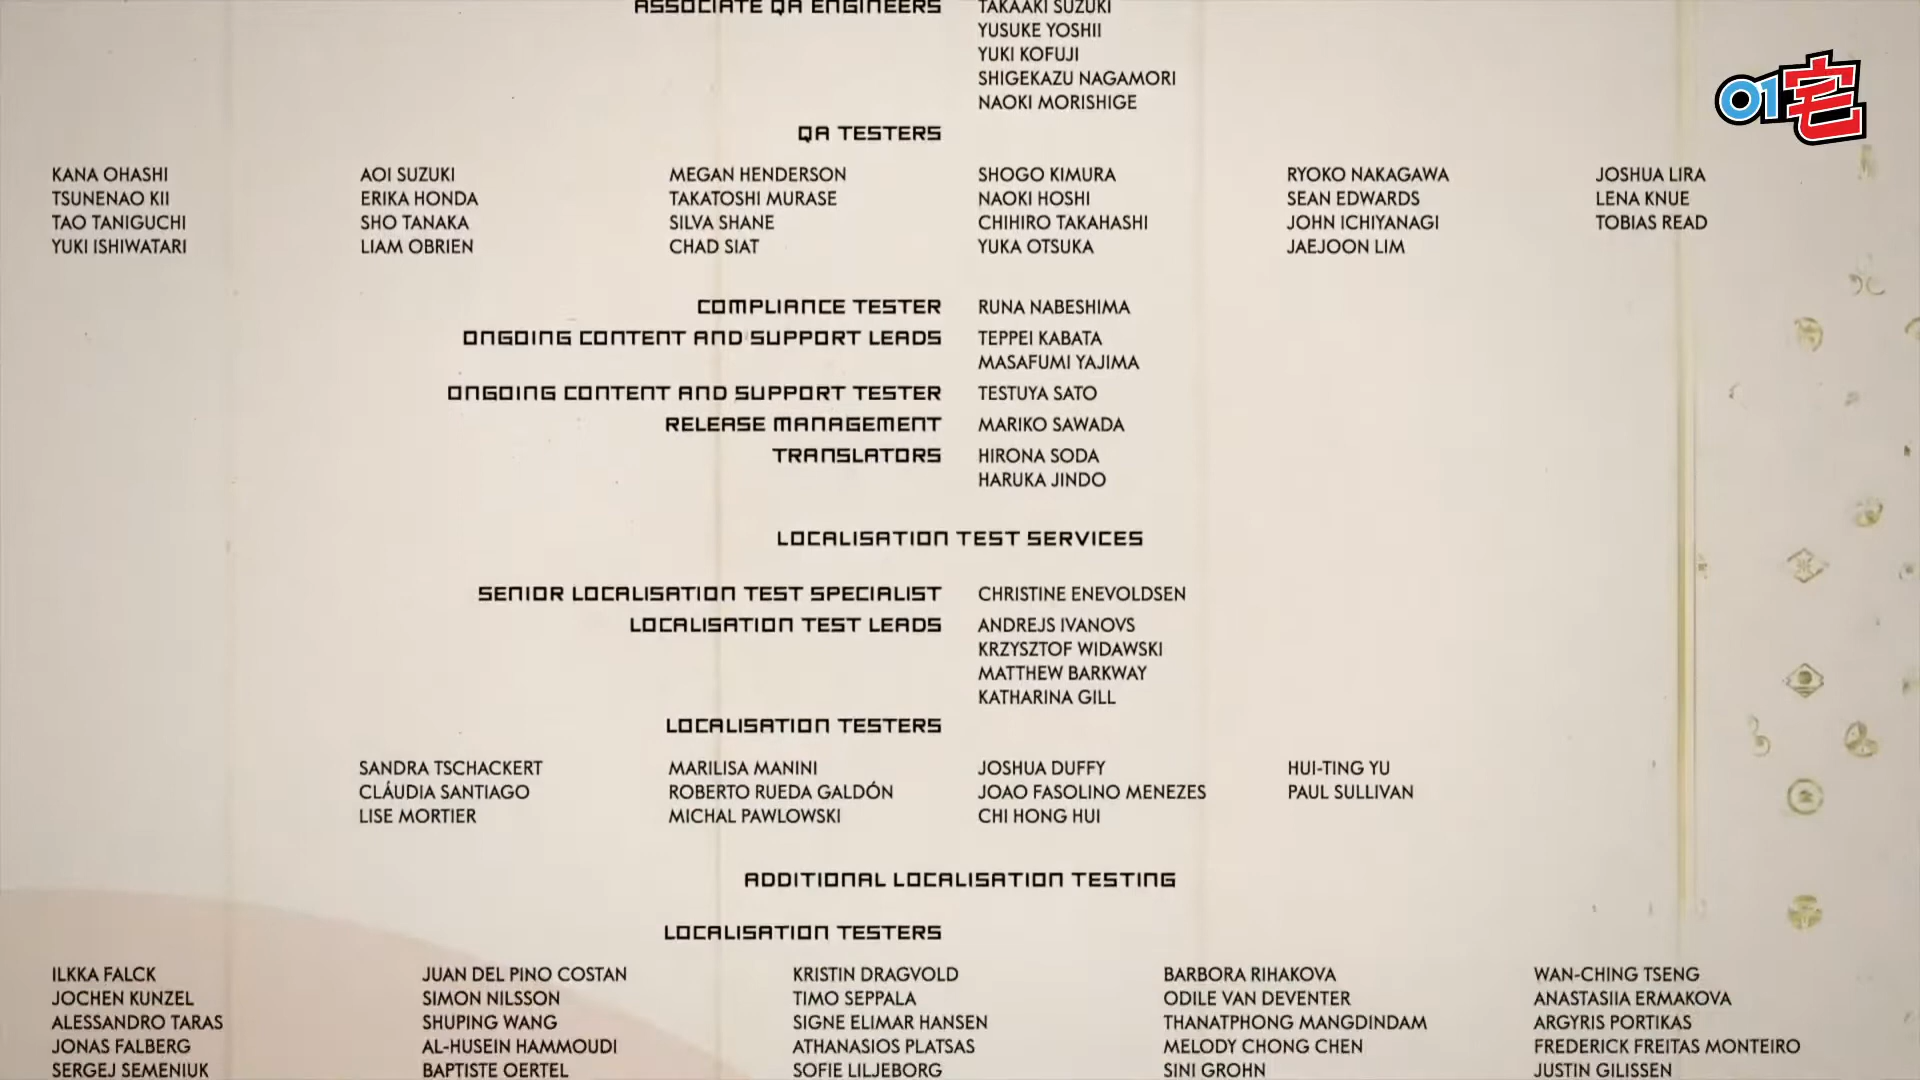 ASSOCIATE QA ENGINEERS TAKAAKI SUZUKI
YUSUKE YOSHII
YUKI KOFUJI
SHIGEKAZU NAGAMORI
NAOKI MORISHIGE
01宅
QA TESTERS
KANA OHASHI AOI SUZUKI MEGAN HENDERSON SHOGO KIMURA RYOKO NAKAGAWA JOSHUA LIRA
TSUNENAO KII ERIKA HONDA TAKATOSHI MURASE NAOKI HOSHI SEAN EDWARDS LENA KNUE
TAO TANIGUCHI SHO TANAKA SILVA SHANE CHIHIRO TAKAHASHI JOHN ICHIYANAGI TOBIAS READ
YUKI ISHIWATARI LIAM OBRIEN CHAD SIAT YUKA OTSUKA JAEJOON LIM
COMPLIANCE TESTER RUNA NABESHIMA
ONGOING CONTENT AND SUPPORT LEADS TEPPEI KABATA
MASAFUMI YAJIMA
ONGOING CONTENT AND SUPPORT TESTER TESTUYA SATO
RELEASE MANAGEMENT MARIKO SAWADA
TRANSLATORS HIRONA SODA
HARUKA JINDO
LOCALISATION TEST SERVICES
SENIOR LOCALISATION TEST SPECIALIST CHRISTINE ENEVOLDSEN
LOCALISATION TEST LEADS ANDREJS IVANOVS
KRZYSZTOF WIDAWSKI
MATTHEW BARKWAY
KATHARINA GILL
LOCALISATION TESTERS
SANDRA TSCHACKERT MARILISA MANINI JOSHUA DUFFY HUI-TING YU
CLÁUDIA SANTIAGO ROBERTO RUEDA GALDÓN JOAO FASOLINO MENEZES PAUL SULLIVAN
LISE MORTIER MICHAL PAWLOWSKI CHI HONG HUI
ADDITIONAL LOCALISATION TESTING
LOCALISATION TESTERS
ILKKA FALCK JUAN DEL PINO COSTAN KRISTIN DRAGVOLD BARBORA RIHAKOVA WAN-CHING TSENG
JOCHEN KUNZEL SIMON NILSSON TIMO SEPPALA ODILE VAN DEVENTER ANASTASIIA ERMAKOVA
ALESSANDRO TARAS SHUPING WANG SIGNE ELIMAR HANSEN THANATPHONG MANGDINDAM ARGYRIS PORTIKAS
JONAS FALBERG AL-HUSEIN HAMMOUDI ATHANASIOS PLATSAS MELODY CHONG CHEN FREDERICK FREITAS MONTEIRO
SERGEJ SEMENIUK BAPTISTE OERTEL SOFIE LILJEBORG SINI GROHN JUSTIN GILISSEN